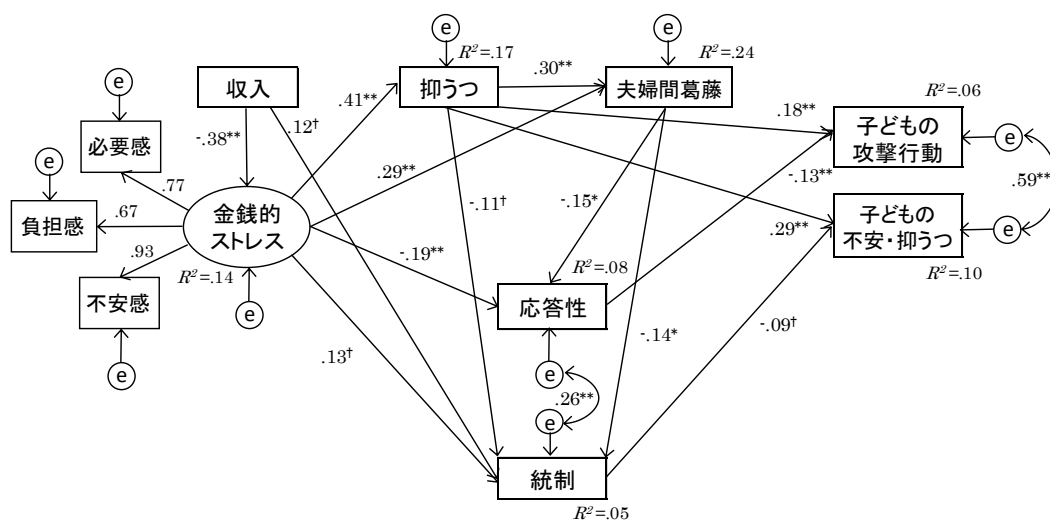 e
R²=.17
e
R²=.24
収入
抑うつ
.30**
夫婦間葛藤
R²=.06
e
必要感
-.38**
.12†
.41**
.18**
子どもの
攻撃行動
e
e
.77
.29**
-.13**
.59**
負担感
.67
金銭的
ストレス
-.11†
-.15*
子どもの
不安・抑うつ
e
.93
R²=.14
-.19**
R²=.08
.29**
R²=.10
不安感
e
応答性
.13†
-.14*
-.09†
e
e
.26**
e
統制
R²=.05